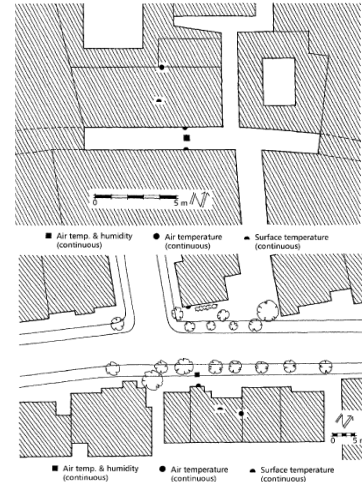 0 5 m N
■ Air temp. & humidity (continuous) ● Air temperature (continuous) Surface temperature (continuous)
N
0 5 m
■ Air temp. & humidity (continuous) ● Air temperature (continuous) Surface temperature (continuous)